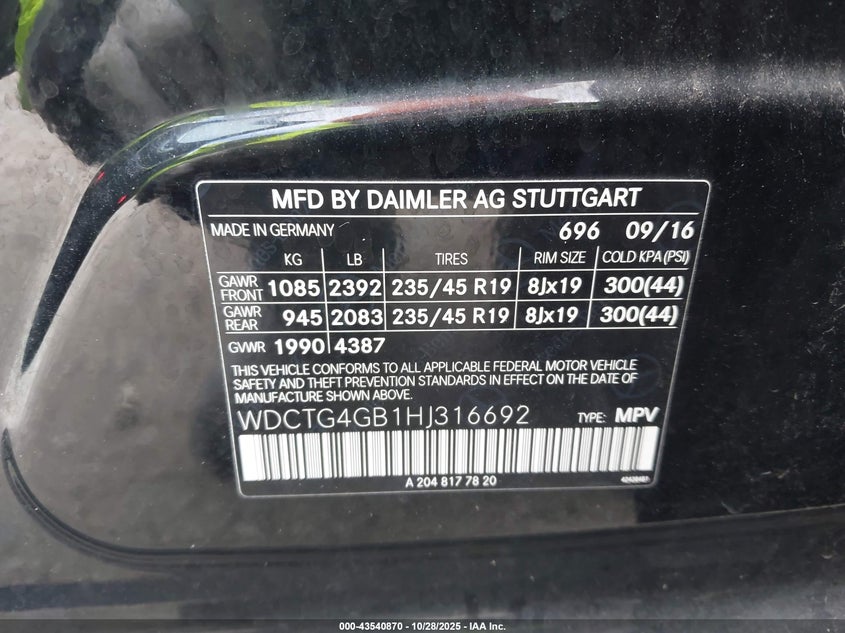 MFD BY DAIMLER AG STUTTGART
MADE IN GERMANY 696 09/16
KG LB TIRES RIM SIZE COLD KPA (PSI)
GAWR FRONT 1085 2392 235/45 R19 8Jx19 300(44)
GAWR REAR 945 2083 235/45 R19 8Jx19 300(44)
GVWR 1990 4387
THIS VEHICLE CONFORMS TO ALL APPLICABLE FEDERAL MOTOR VEHICLE
SAFETY AND THEFT PREVENTION STANDARDS IN EFFECT ON THE DATE OF
MANUFACTURE SHOWN ABOVE.
WDCTG4GB1HJ316692 TYPE: MPV
A 204 817 78 20
000-43540870 - 10/28/2025 - IAA Inc.